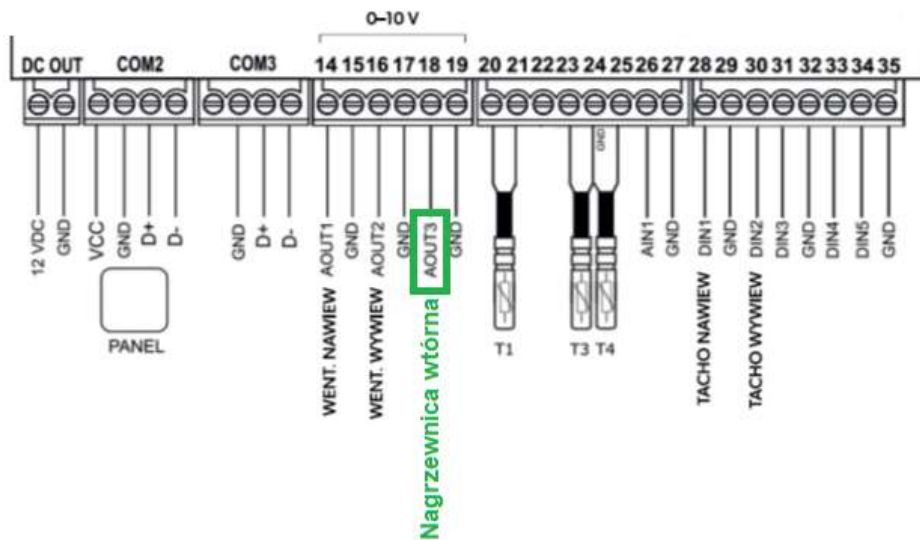 0–10 V
DC OUT COM2 COM3 14 15 16 17 18 19 20 21 22 23 24 25 26 27 28 29 30 31 32 33 34 35
12 VDC
GND
VCC
GND
D+
D-
GND
D+
D-
AOUT1
GND
AOUT2
GND
AOUT3
GND
GND
AIN1
GND
DIN1
GND
DIN2
DIN3
GND
DIN4
DIN5
GND
PANEL
WENT. NAWIEW
WENT. WYWIEW
Nagrzewnica wtórna
T1
T3 T4
TACHO NAWIEW
TACHO WYWIEW